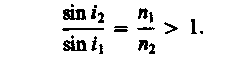 sin i₂ / sin i₁ = n₁ / n₂ > 1.